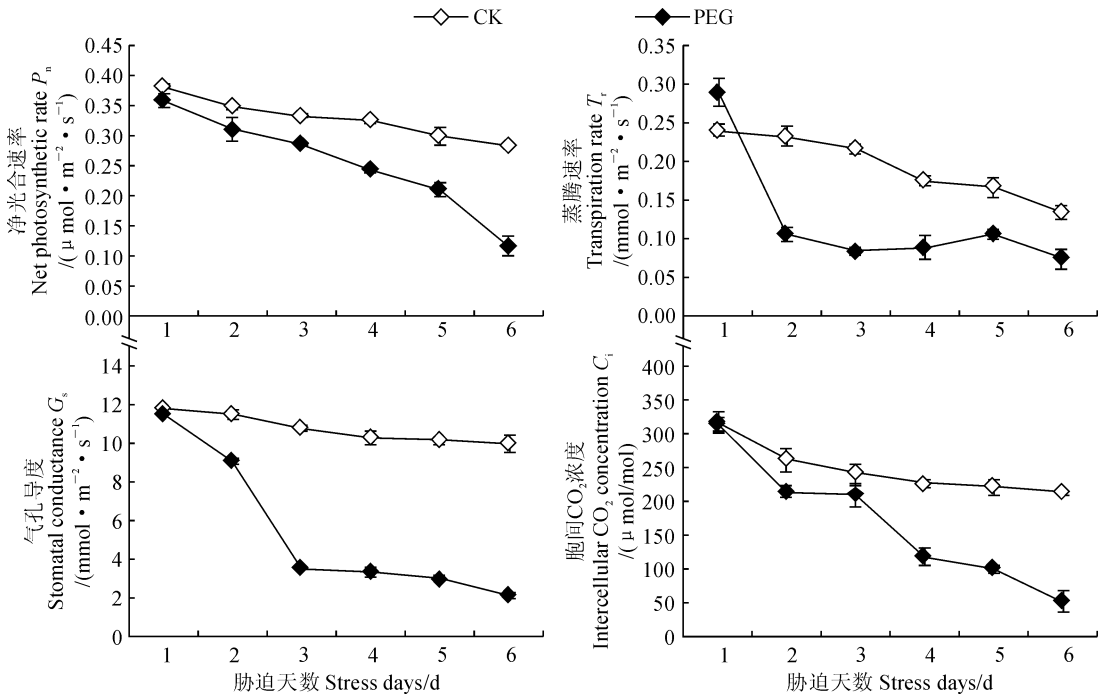 CK
PEG
净光合速率
Net photosynthetic rate Pn
/(μmol·m−2·s−1)
0.45
0.40
0.35
0.30
0.25
0.20
0.15
0.10
0.05
0.00
1 2 3 4 5 6
蒸腾速率
Transpiration rate Tr
/(mmol·m−2·s−1)
0.35
0.30
0.25
0.20
0.15
0.10
0.05
0.00
1 2 3 4 5 6
气孔导度
Stomatal conductance Gs
/(mmol·m−2·s−1)
14
12
10
8
6
4
2
0
1 2 3 4 5 6
胁迫天数 Stress days/d
胞间CO2浓度
Intercellular CO2 concentration Ci
/(μmol/mol)
400
350
300
250
200
150
100
50
0
1 2 3 4 5 6
胁迫天数 Stress days/d